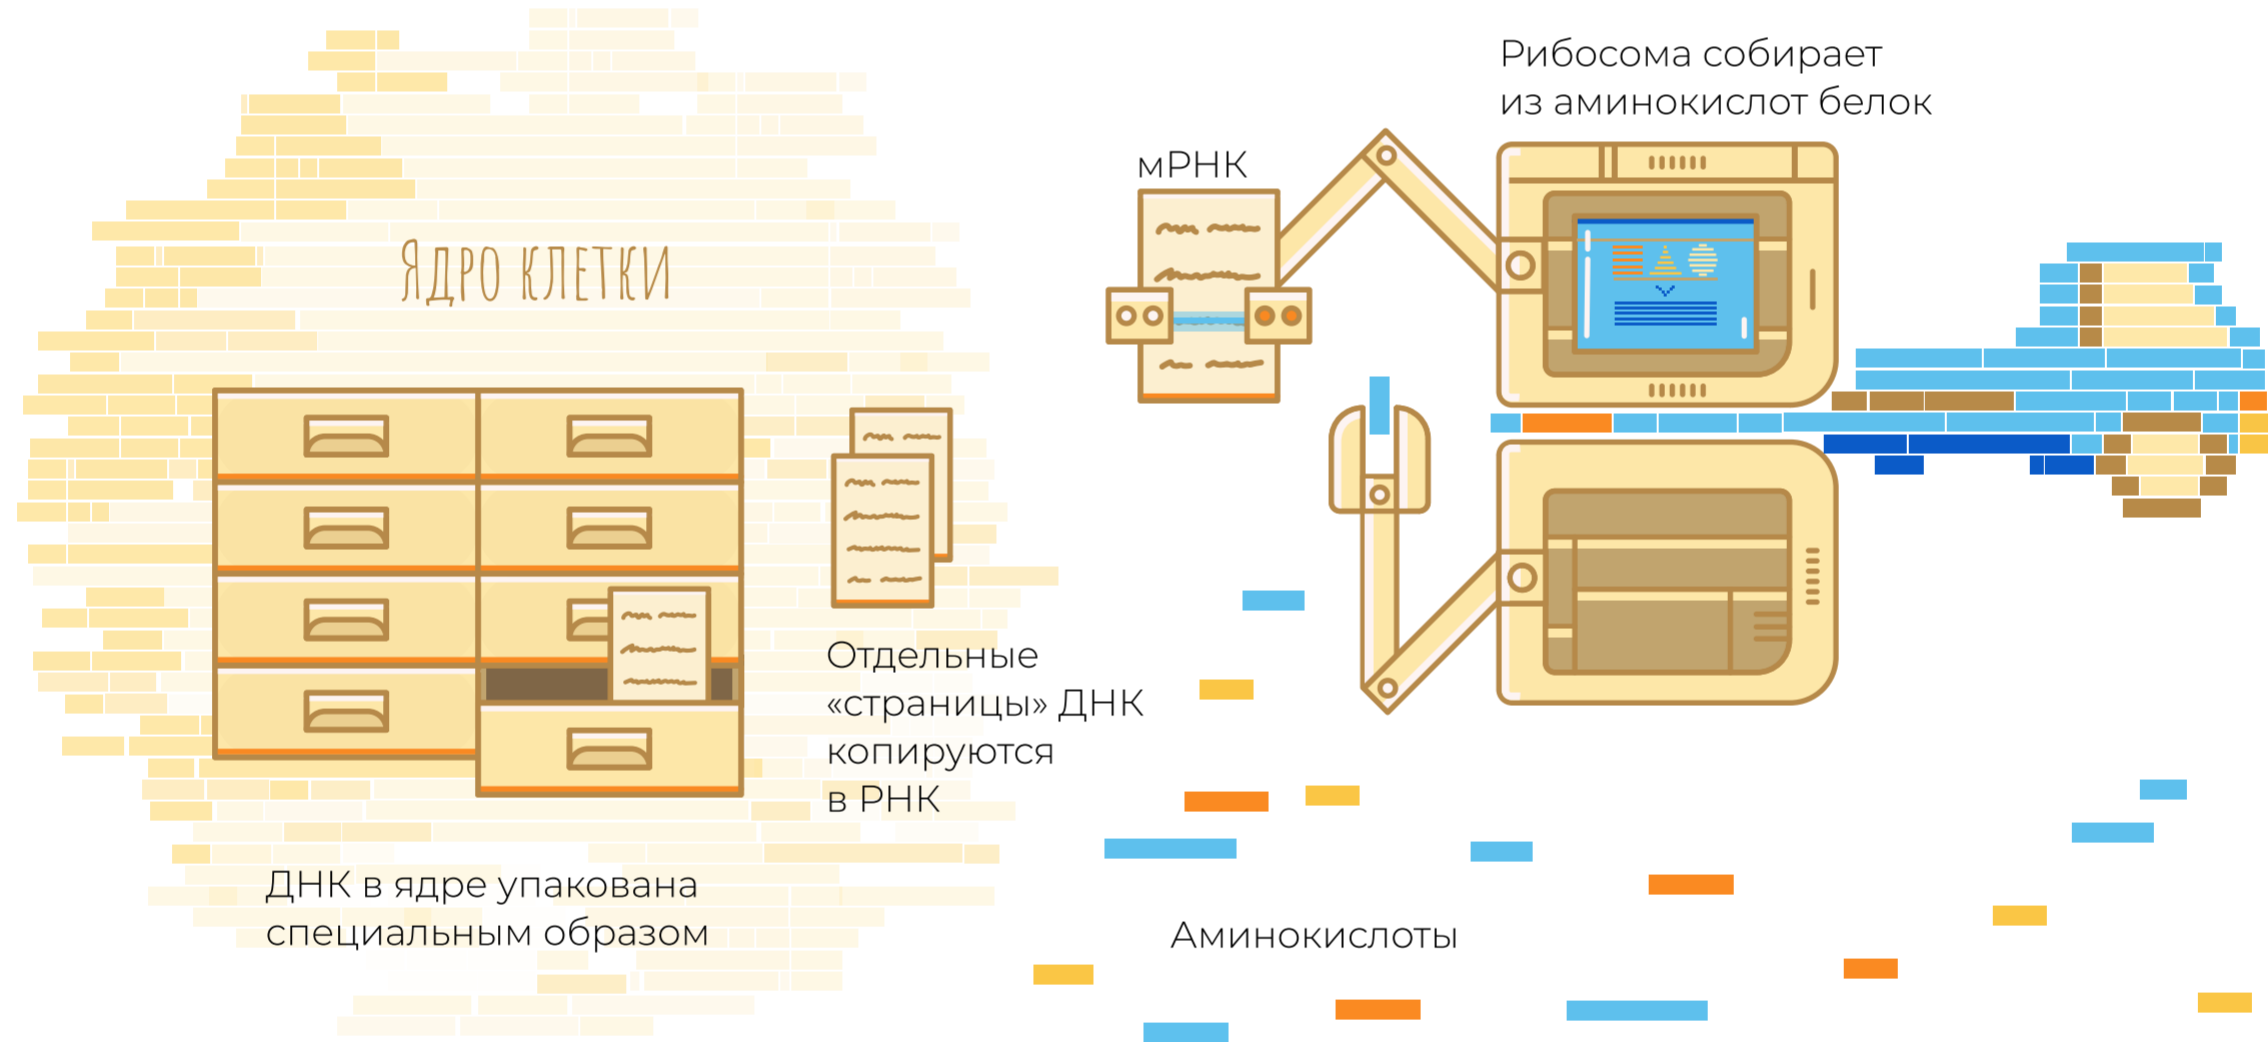 Ядро клетки
ДНК в ядре упакована
специальным образом
Отдельные
«страницы» ДНК
копируются
в РНК
мРНК
Рибосома собирает
из аминокислот белок
Аминокислоты